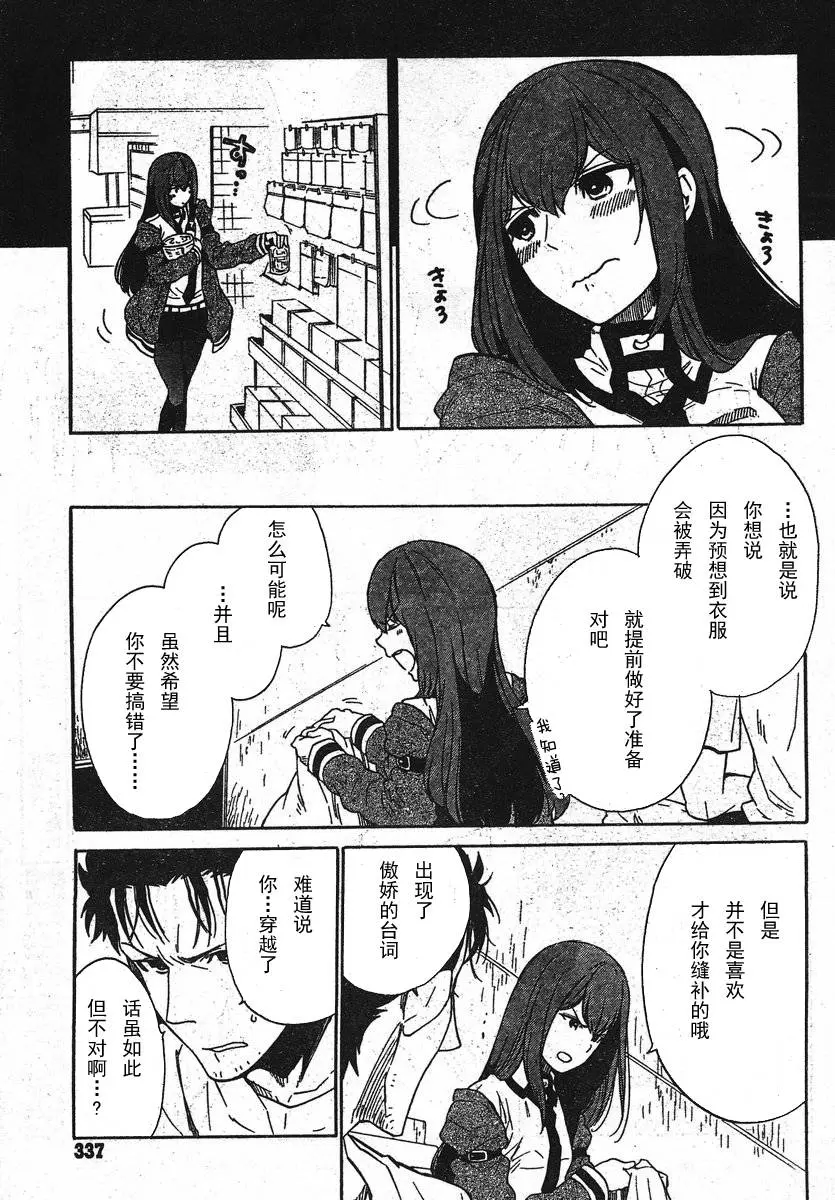 きょろ
きょろ
すっ…
…也就是说
你想说
因为预想到衣服
会被弄破
就提前做好了准备
对吧
我知道了
怎么可能呢
…并且
虽然希望
你不要搞错了……
但是
并不是喜欢
才给你缝补的哦
出现了
傲娇的台词
难道说
你…穿越了
话虽如此
但不对啊…?
337